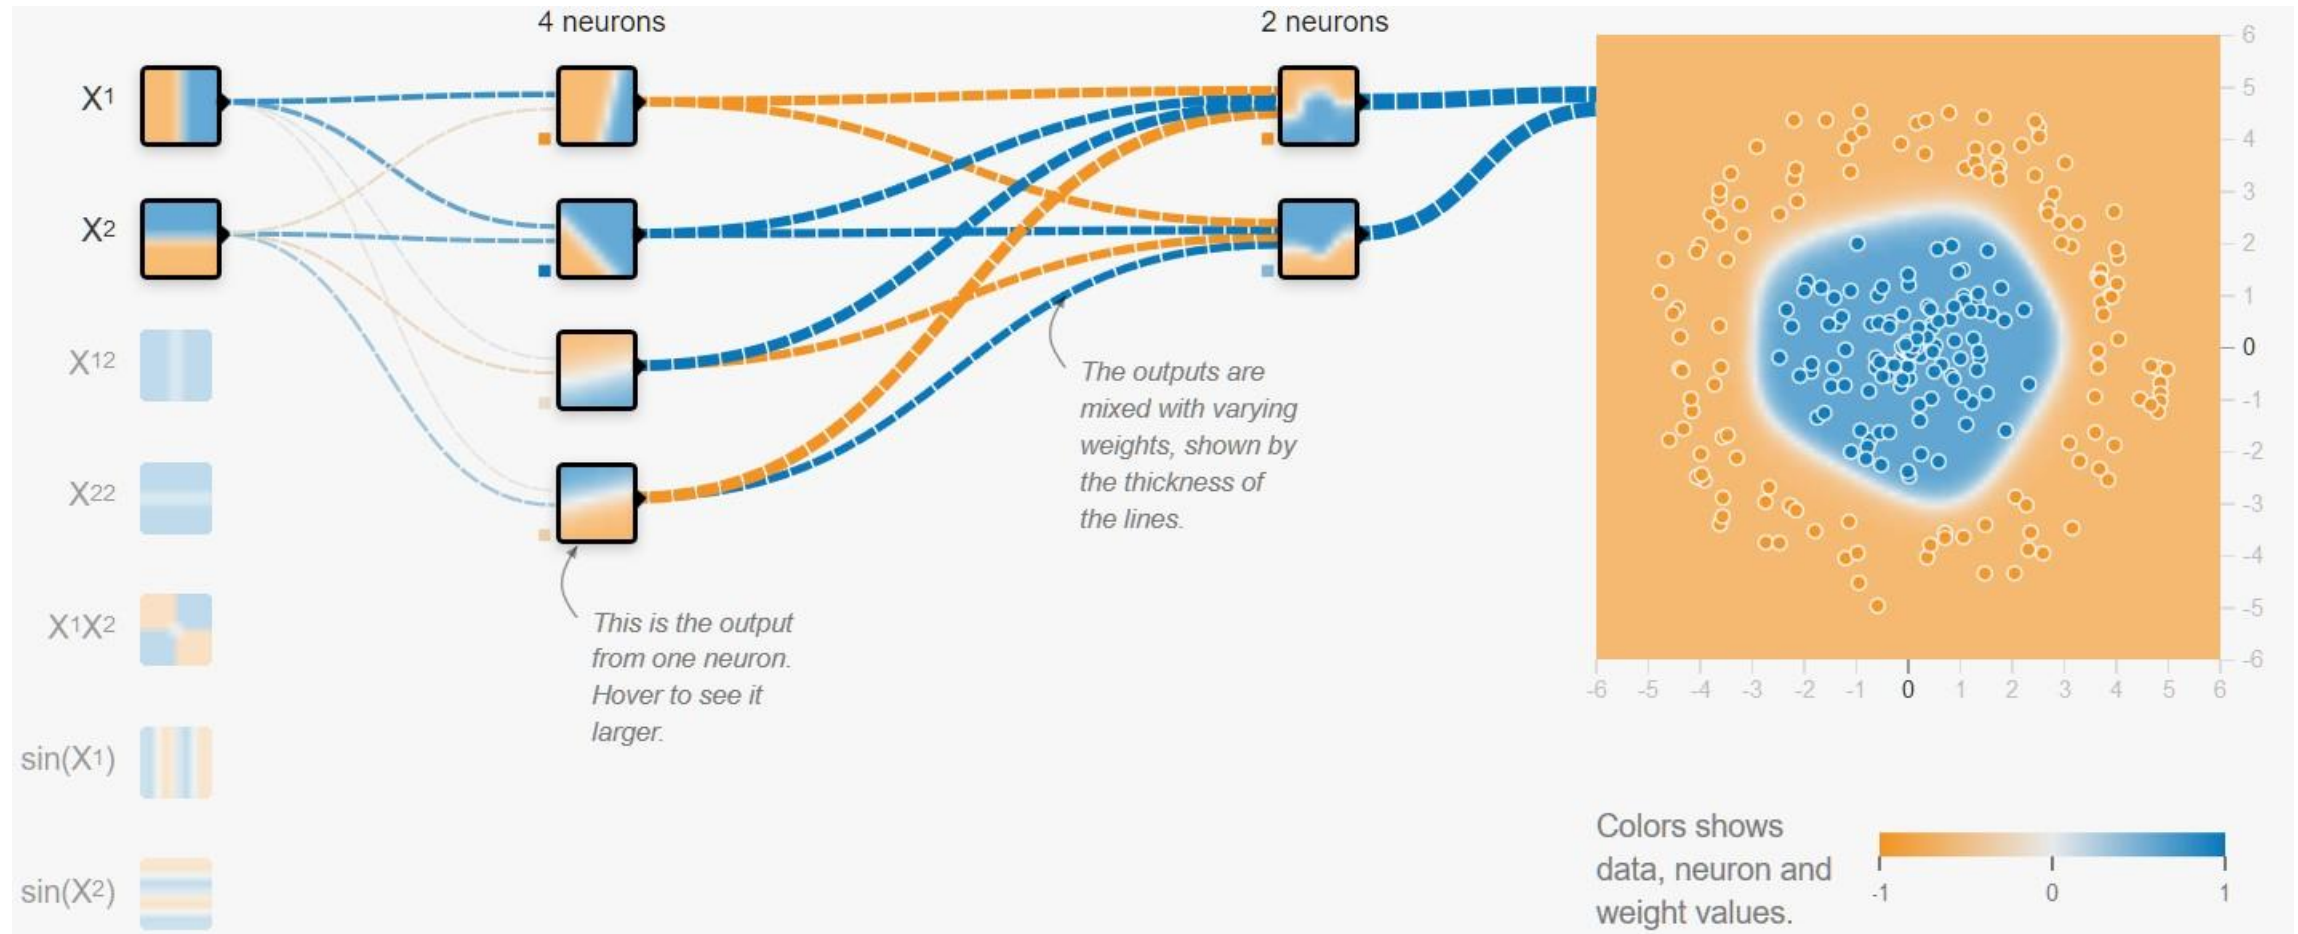 4 neurons
2 neurons
X1
X2
X12
X22
X1X2
sin(X1)
sin(X2)
The outputs are
mixed with varying
weights, shown by
the thickness of
the lines.
This is the output
from one neuron.
Hover to see it
larger.
6
5
4
3
2
1
0
-1
-2
-3
-4
-5
-6
-6 -5 -4 -3 -2 -1 0 1 2 3 4 5 6
Colors shows
data, neuron and
weight values.
-1 0 1